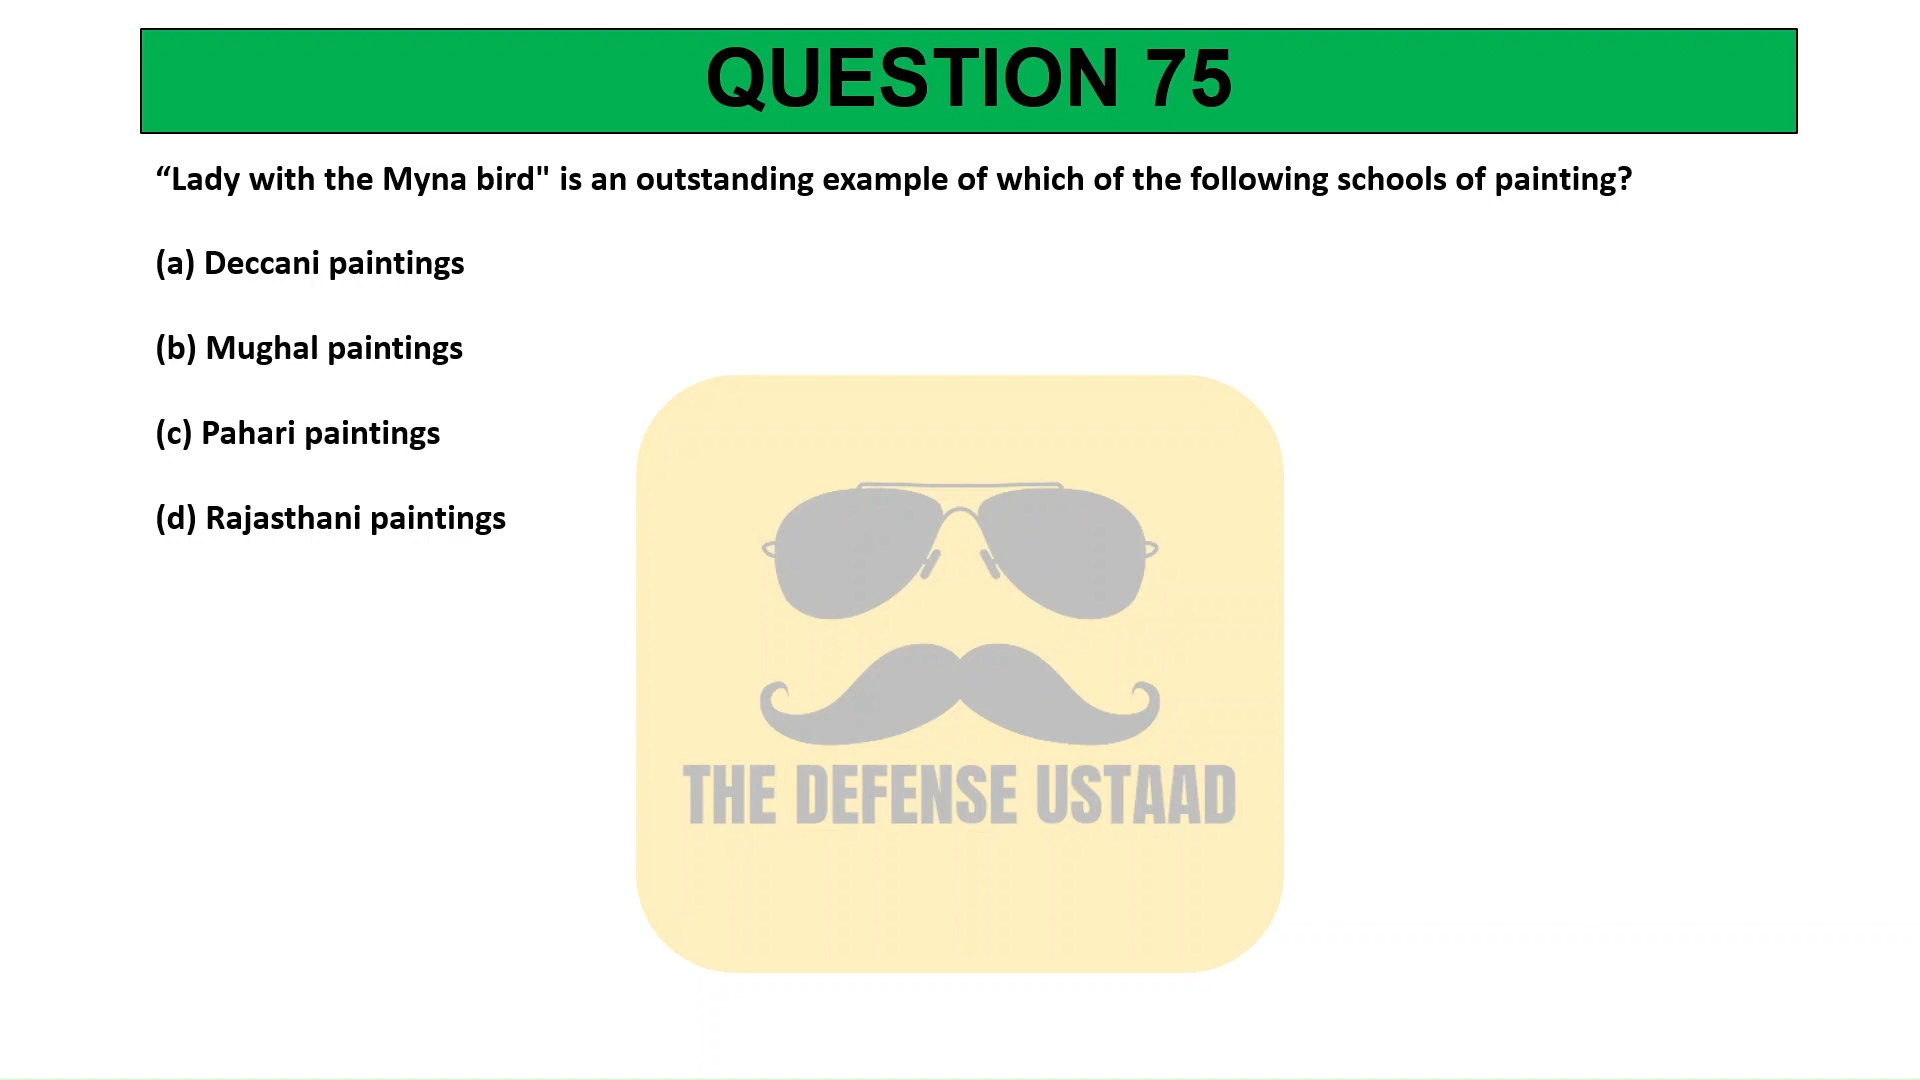 QUESTION 75
“Lady with the Myna bird" is an outstanding example of which of the following schools of painting?
(a) Deccani paintings
(b) Mughal paintings
(c) Pahari paintings
(d) Rajasthani paintings
THE DEFENSE USTAAD